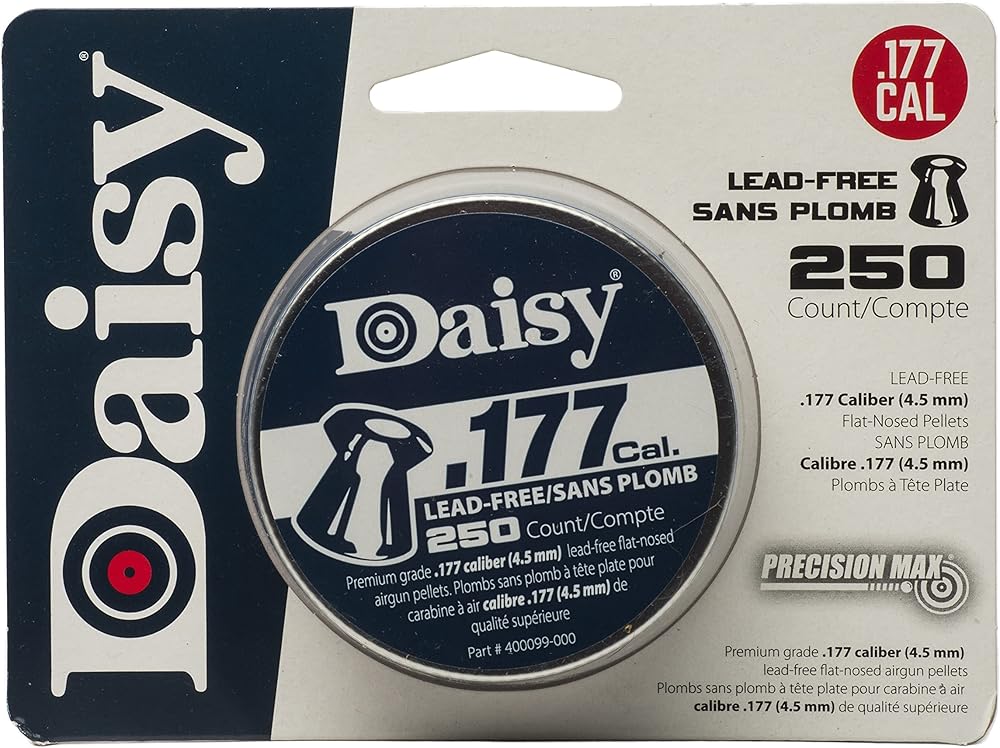 Daisy®
.177
CAL
LEAD-FREE
SANS PLOMB
250
Count/Compte
LEAD-FREE
.177 Caliber (4.5 mm)
Flat-Nosed Pellets
SANS PLOMB
Calibre .177 (4.5 mm)
Plombs à Tête Plate
PRECISION MAX
Premium grade .177 caliber (4.5 mm)
lead-free flat-nosed airgun pellets
Plombs sans plomb à tête plate pour carabine à air
calibre .177 (4.5 mm) de qualité supérieure
Daisy®
.177 Cal.
LEAD-FREE/SANS PLOMB
250 Count/Compte
Premium grade .177 caliber (4.5 mm) lead-free flat-nosed
airgun pellets. Plombs sans plomb à tête plate pour
carabine à air calibre .177 (4.5 mm) de
qualité supérieure
Part # 400099-000